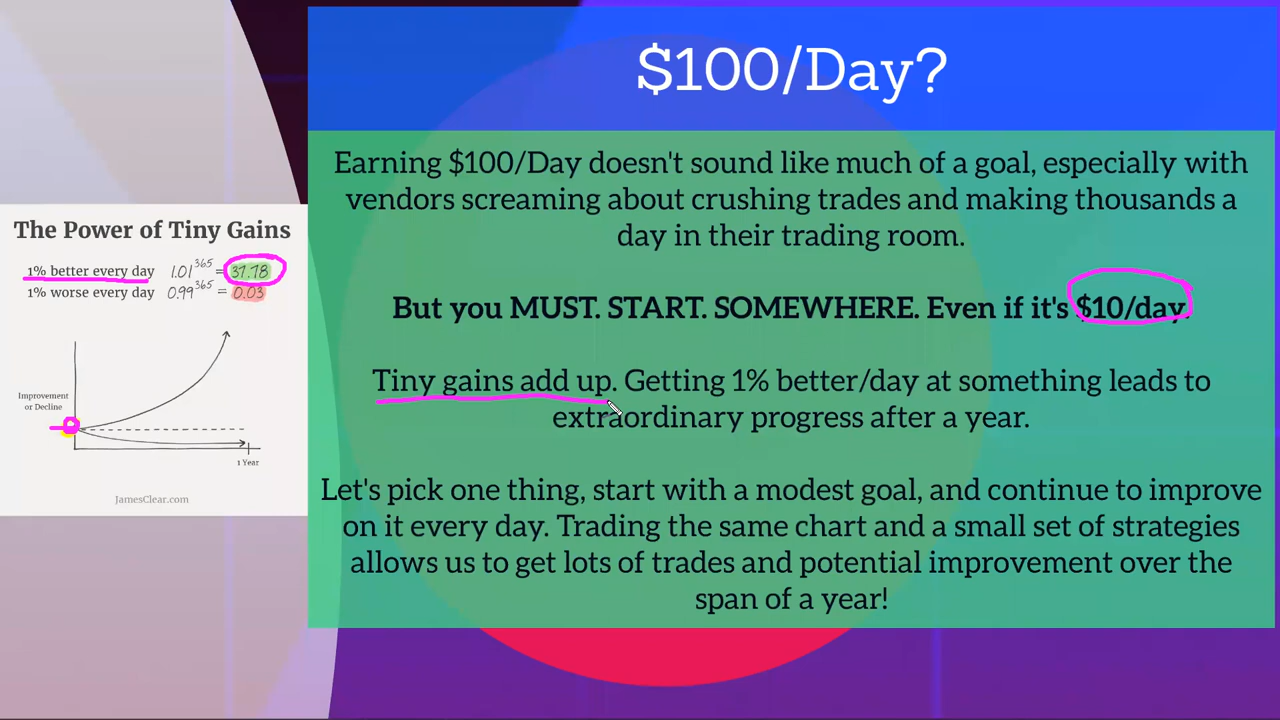 $100/Day?
Earning $100/Day doesn't sound like much of a goal, especially with
vendors screaming about crushing trades and making thousands a
day in their trading room.
But you MUST. START. SOMEWHERE. Even if it's $10/day.
Tiny gains add up. Getting 1% better/day at something leads to
extraordinary progress after a year.
Let's pick one thing, start with a modest goal, and continue to improve
on it every day. Trading the same chart and a small set of strategies
allows us to get lots of trades and potential improvement over the
span of a year!
The Power of Tiny Gains
1% better every day 1.01^365 = 37.78
1% worse every day 0.99^365 = 0.03
Improvement
or Decline
1 Year
JamesClear.com